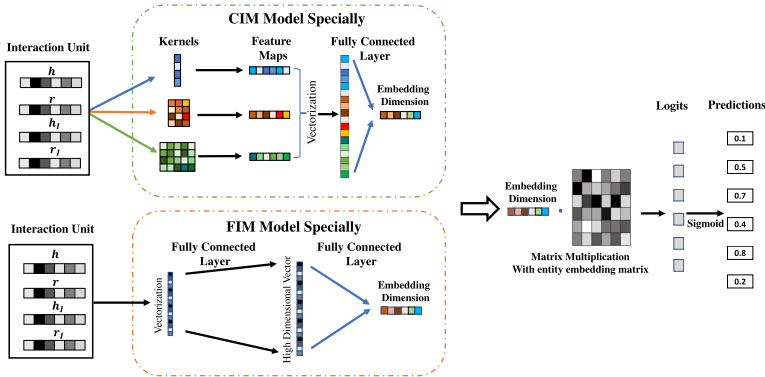 CIM Model Specially
Interaction Unit
h
r
h_I
r_I
Kernels
Feature
Maps
Vectorization
Fully Connected
Layer
Embedding
Dimension
FIM Model Specially
Interaction Unit
h
r
h_I
r_I
Vectorization
Fully Connected
Layer
High Dimensional Vector
Fully Connected
Layer
Embedding
Dimension
Embedding
Dimension
Matrix Multiplication
With entity embedding matrix
Logits
Sigmoid
Predictions
0.1
0.5
0.7
0.4
0.8
0.2